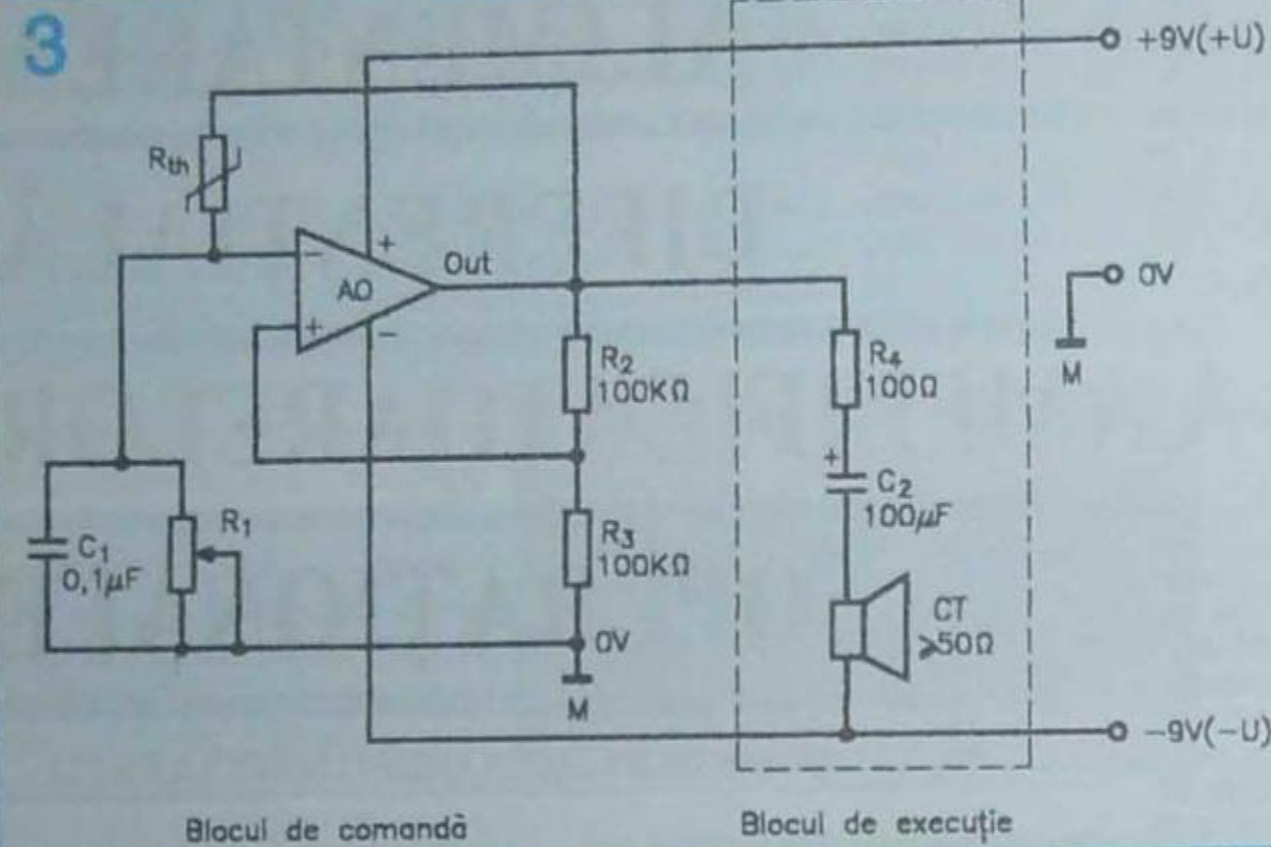 3
+9V(+U)
Rth
+
−
Out
AO
+
−
0V
M
R2
100KΩ
R4
100Ω
+
C2
100µF
R1
C1
0,1µF
R3
100KΩ
CT
⩾50Ω
0V
M
−9V(−U)
Blocul de comandă
Blocul de execuție